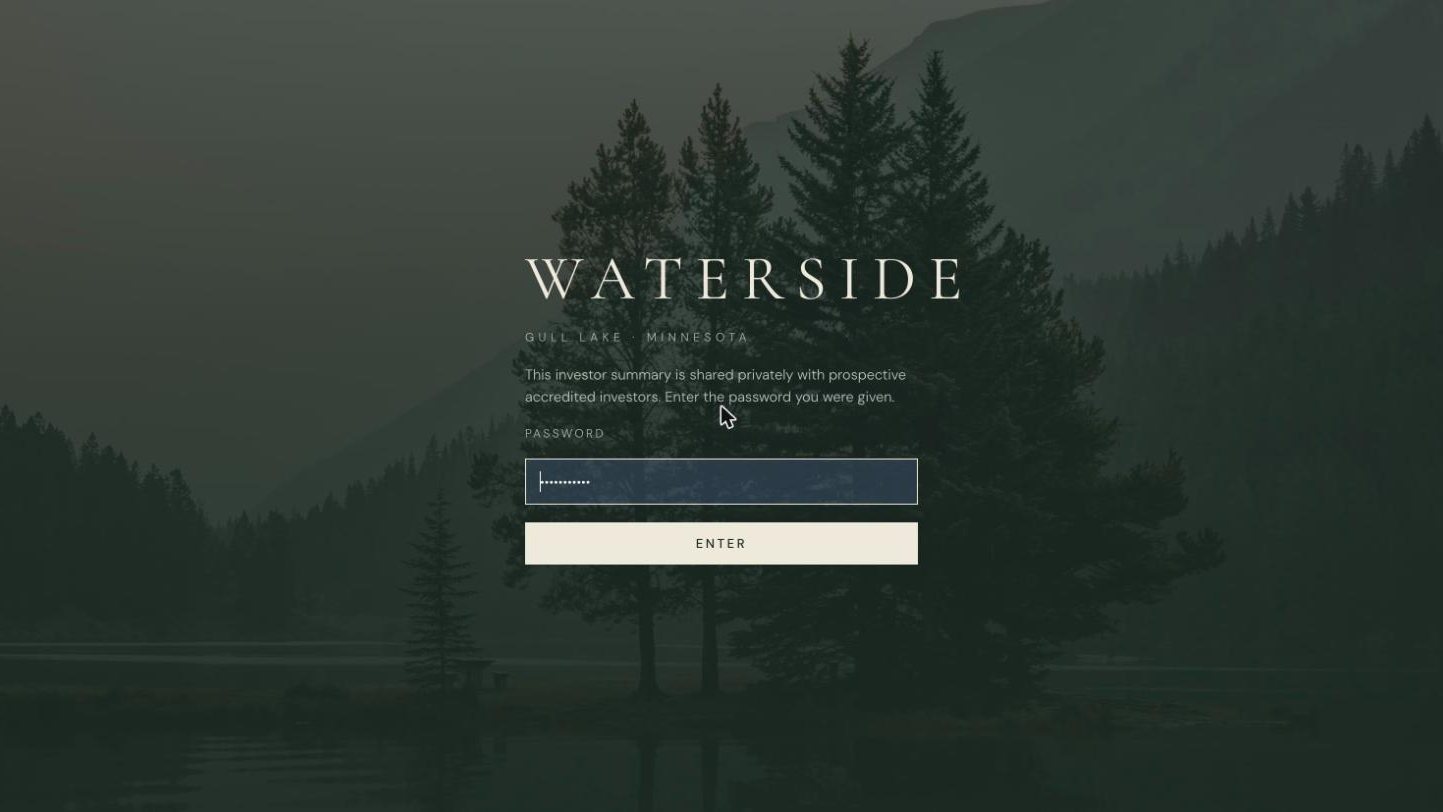 WATERSIDE
GULL LAKE · MINNESOTA
This investor summary is shared privately with prospective
accredited investors. Enter the password you were given.
PASSWORD
•••••••••••
ENTER